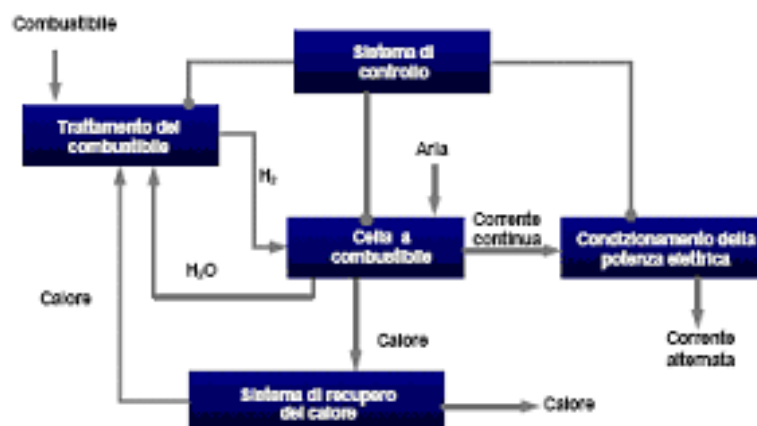 Combustibile
Sistema di
controllo
Trattamento del
combustibile
Aria
H₂
Cella a
combustibile
Corrente
continua
Condizionamento della
potenza elettrica
H₂O
Calore
Calore
Corrente
alternata
Sistema di recupero
del calore
Calore